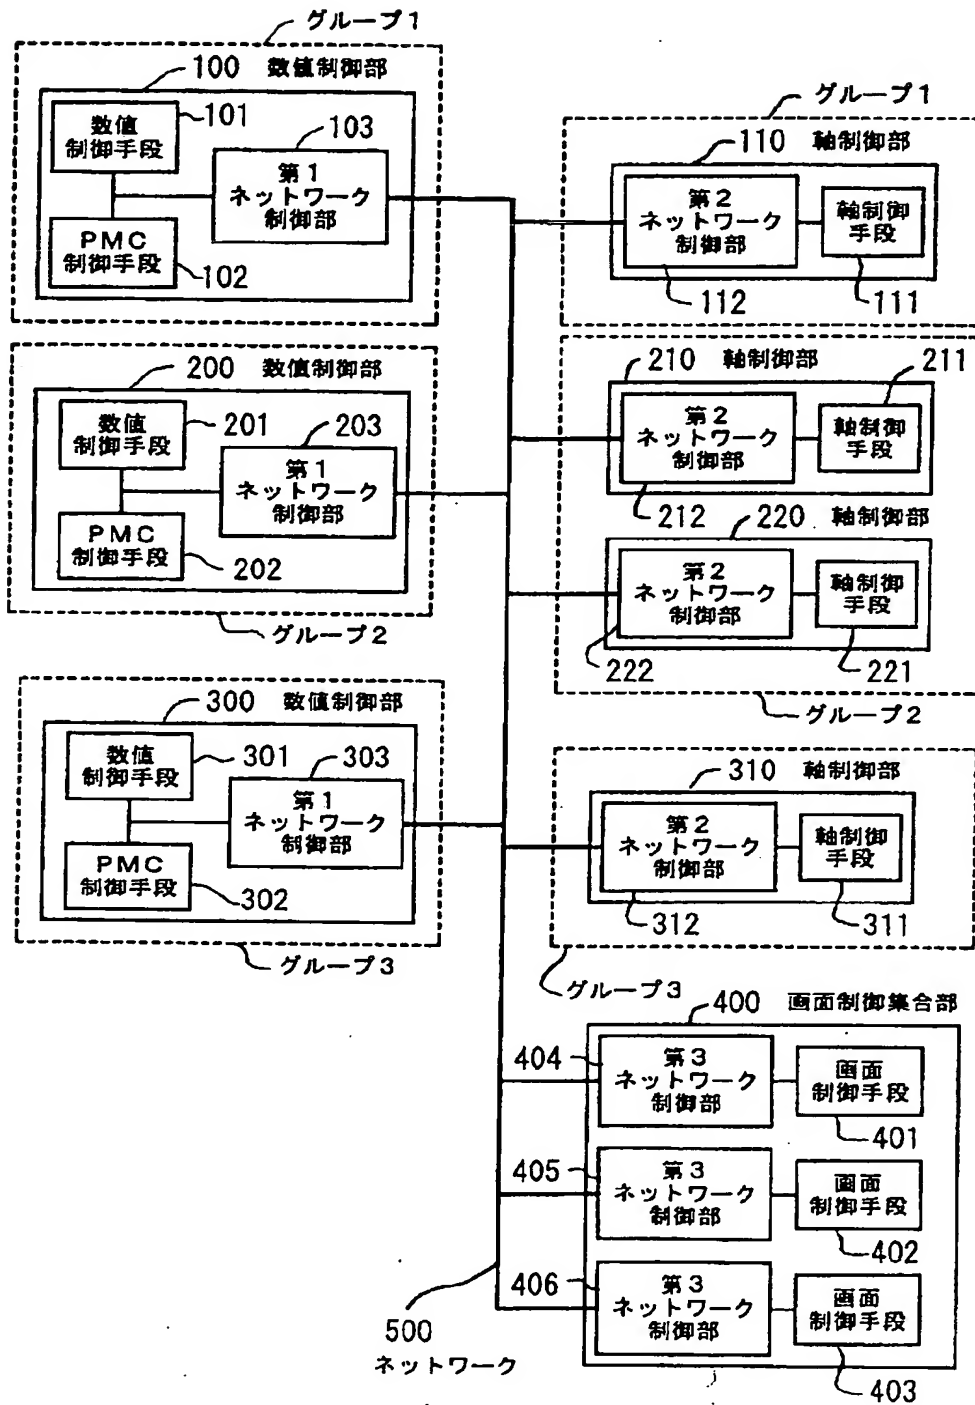 グループ1
100 数値制御部
101
数値
制御手段
103
第1
ネットワーク
制御部
PMC
制御手段
102
200 数値制御部
数値
制御手段
201
203
第1
ネットワーク
制御部
PMC
制御手段
202
グループ2
300 数値制御部
数値
制御手段
301
303
第1
ネットワーク
制御部
PMC
制御手段
302
グループ3
グループ1
110 軸制御部
第2
ネットワーク
制御部
軸制御
手段
112
111
210 軸制御部
211
第2
ネットワーク
制御部
軸制御
手段
212
220 軸制御部
第2
ネットワーク
制御部
軸制御
手段
222
221
グループ2
310 軸制御部
第2
ネットワーク
制御部
軸制御
手段
312
311
グループ3
400 画面制御集合部
404
第3
ネットワーク
制御部
画面
制御手段
401
405
第3
ネットワーク
制御部
画面
制御手段
402
406
第3
ネットワーク
制御部
画面
制御手段
403
500
ネットワーク